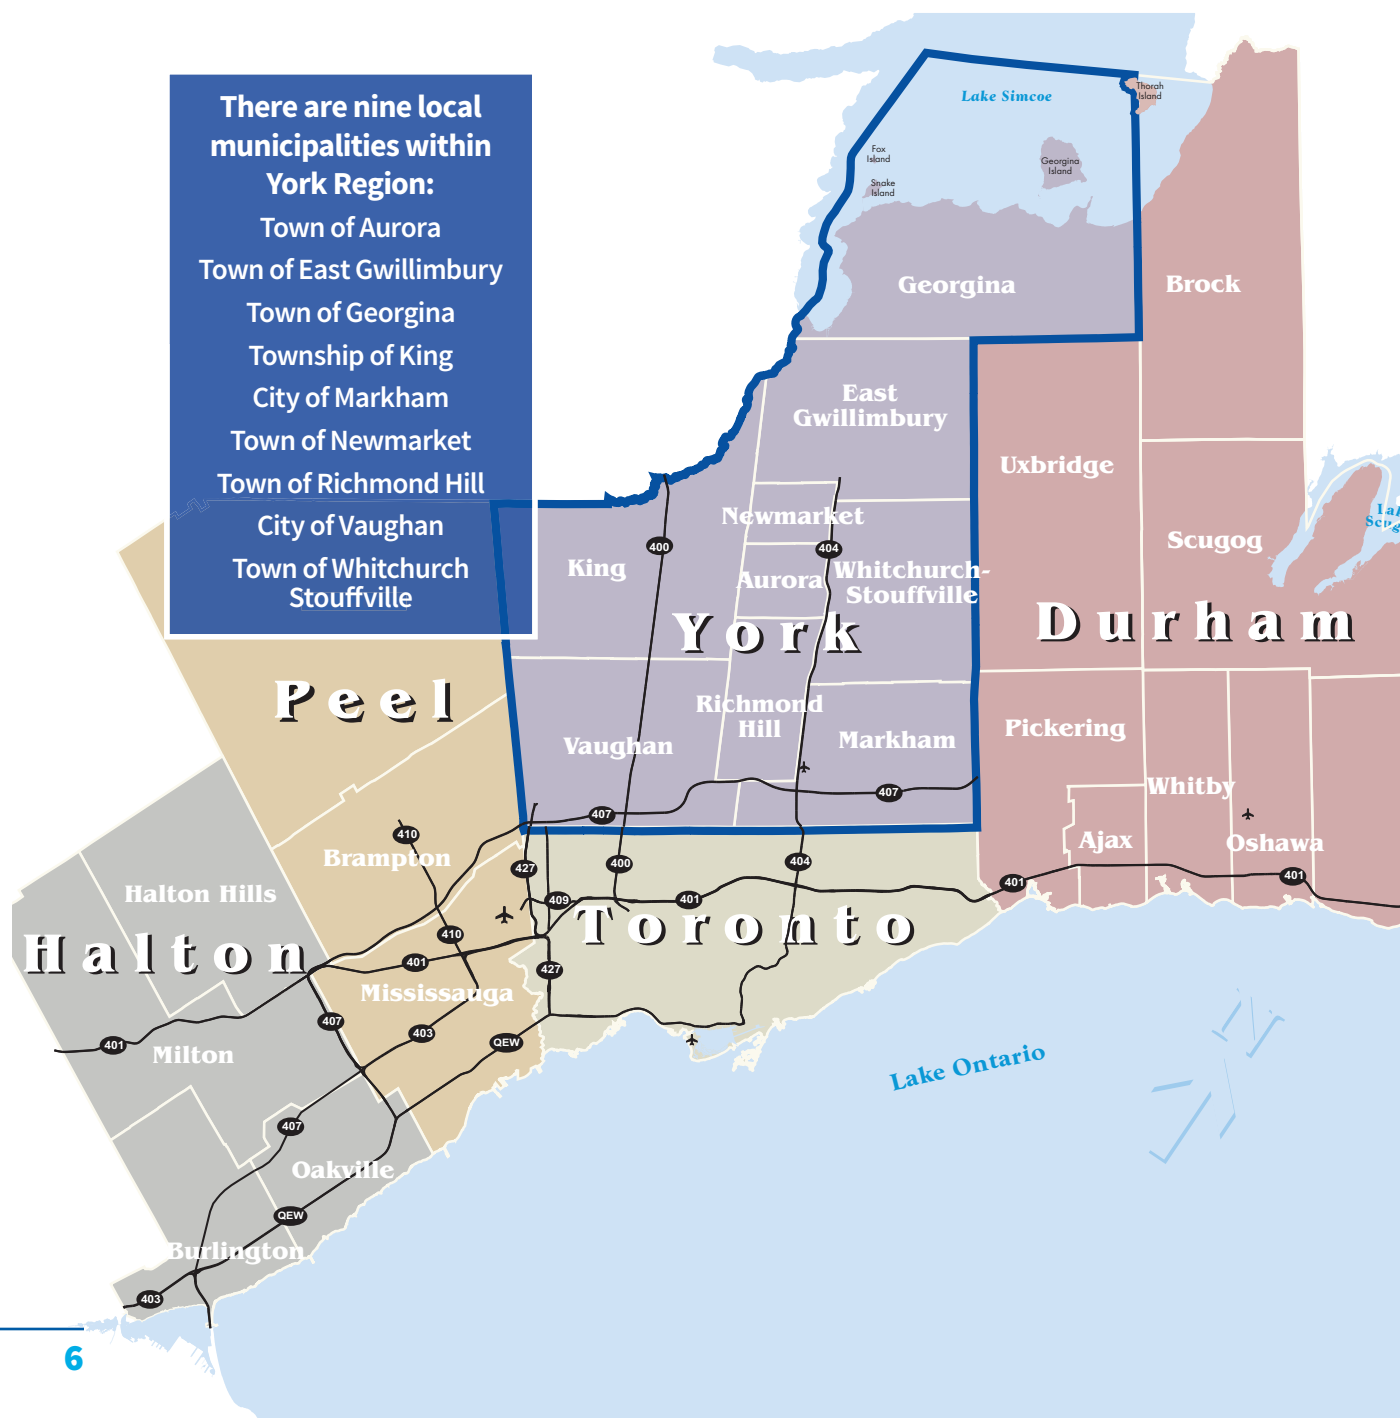 There are nine local
municipalities within
York Region:
Town of Aurora
Town of East Gwillimbury
Town of Georgina
Township of King
City of Markham
Town of Newmarket
Town of Richmond Hill
City of Vaughan
Town of Whitchurch
Stouffville
Lake Simcoe
Thorah
Island
Fox
Island
Georgina
Island
Snake
Island
Georgina
Brock
East
Gwillimbury
Uxbridge
Newmarket
Scugog
400
404
King
Aurora
Whitchurch-
Stouffville
York
Durham
Peel
Richmond
Hill
Vaughan
Markham
Pickering
Whitby
407
407
410
Brampton
Ajax
Oshawa
427
400
404
401
401
Halton Hills
409
401
Toronto
Halton
410
401
427
Mississauga
407
403
QEW
401
Milton
Lake Ontario
407
Oakville
QEW
Burlington
403
6